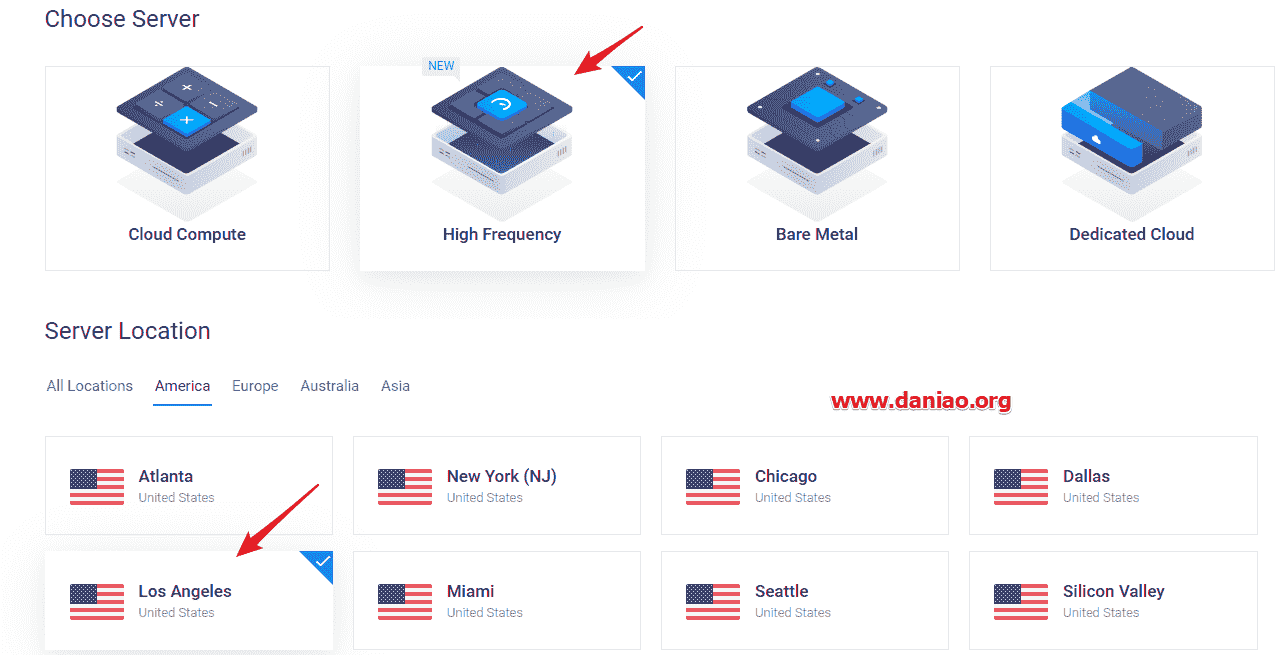 Choose Server
NEW
Cloud Compute
High Frequency
Bare Metal
Dedicated Cloud
Server Location
All Locations America Europe Australia Asia
www.daniao.org
Atlanta
United States
New York (NJ)
United States
Chicago
United States
Dallas
United States
Los Angeles
United States
Miami
United States
Seattle
United States
Silicon Valley
United States